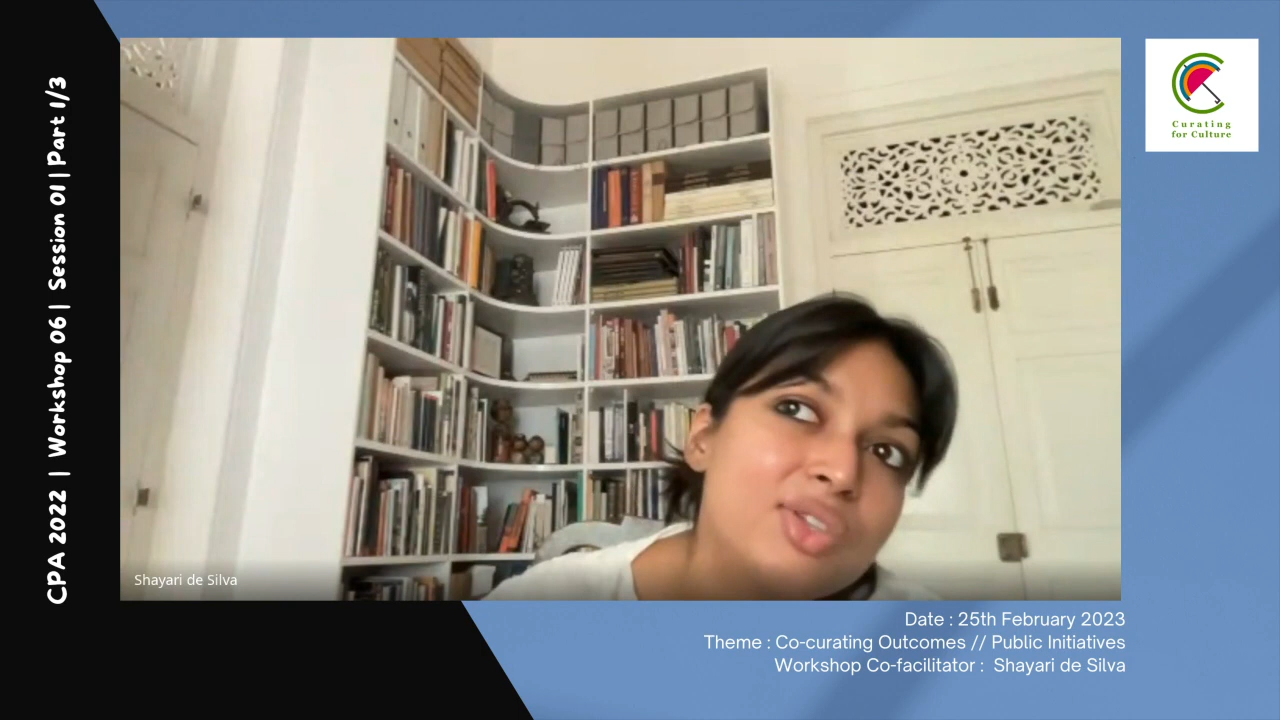 CPA 2022 | Workshop 06 | Session 01 | Part 1/3
Curating
for Culture
Shayari de Silva
Date : 25th February 2023
Theme : Co-curating Outcomes // Public Initiatives
Workshop Co-facilitator : Shayari de Silva